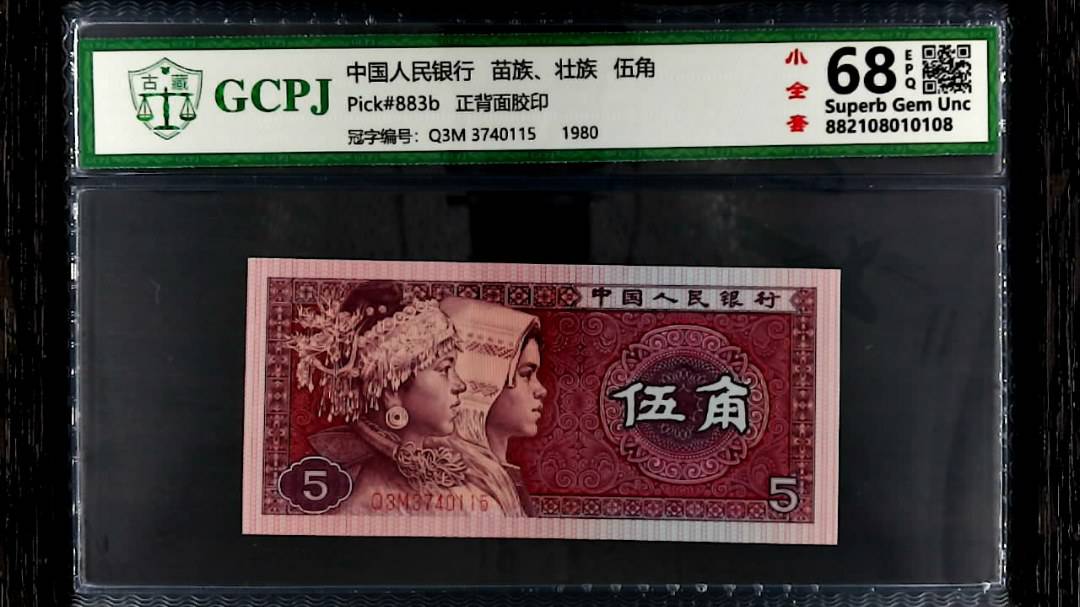 古藏
GCPJ
中国人民银行 苗族、壮族 伍角
Pick#883b 正背面胶印
冠字编号: Q3M 3740115 1980
小全套
68 EPQ
Superb Gem Unc
882108010108
中国人民银行
伍角
5
Q3M3740115
5